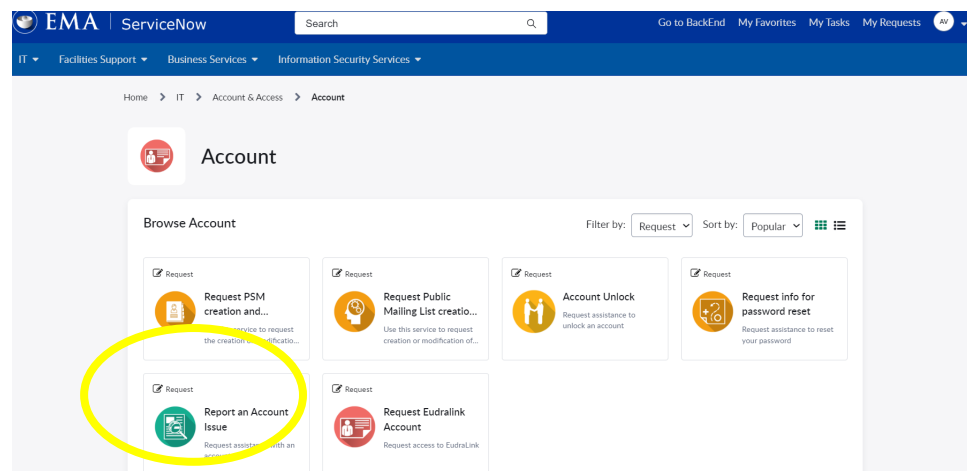 EMA ServiceNow Search Go to BackEnd My Favorites My Tasks My Requests AV
IT Facilities Support Business Services Information Security Services
Home > IT > Account & Access > Account
Account
Browse Account Filter by: Request Sort by: Popular
Request
Request PSM
creation and...
service to request
the creation
Request
Request Public
Mailing List creatio...
Use this service to request
creation or modification of...
Request
Account Unlock
Request assistance to
unlock an account
Request
Request info for
password reset
Request assistance to reset
your password
Request
Report an Account
Issue
Request assistance with an
Request
Request Eudralink
Account
Request access to EudraLink